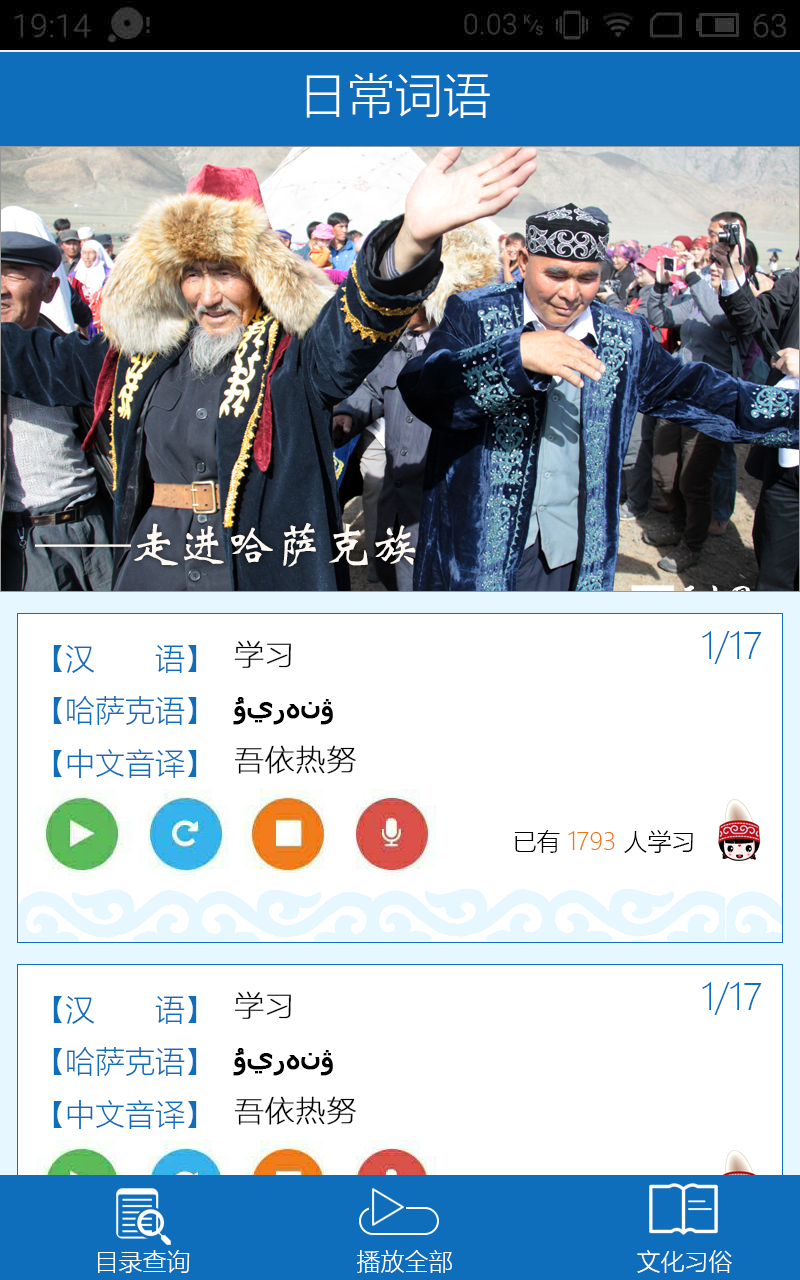 19:14
0.03 K/s
63
日常词语
——走进哈萨克族
1/17
【汉 语】 学习
【哈萨克语】 ۋنەريۇ
【中文音译】 吾依热努
已有 1793 人学习
1/17
【汉 语】 学习
【哈萨克语】 ۋنەريۇ
【中文音译】 吾依热努
目录查询
播放全部
文化习俗